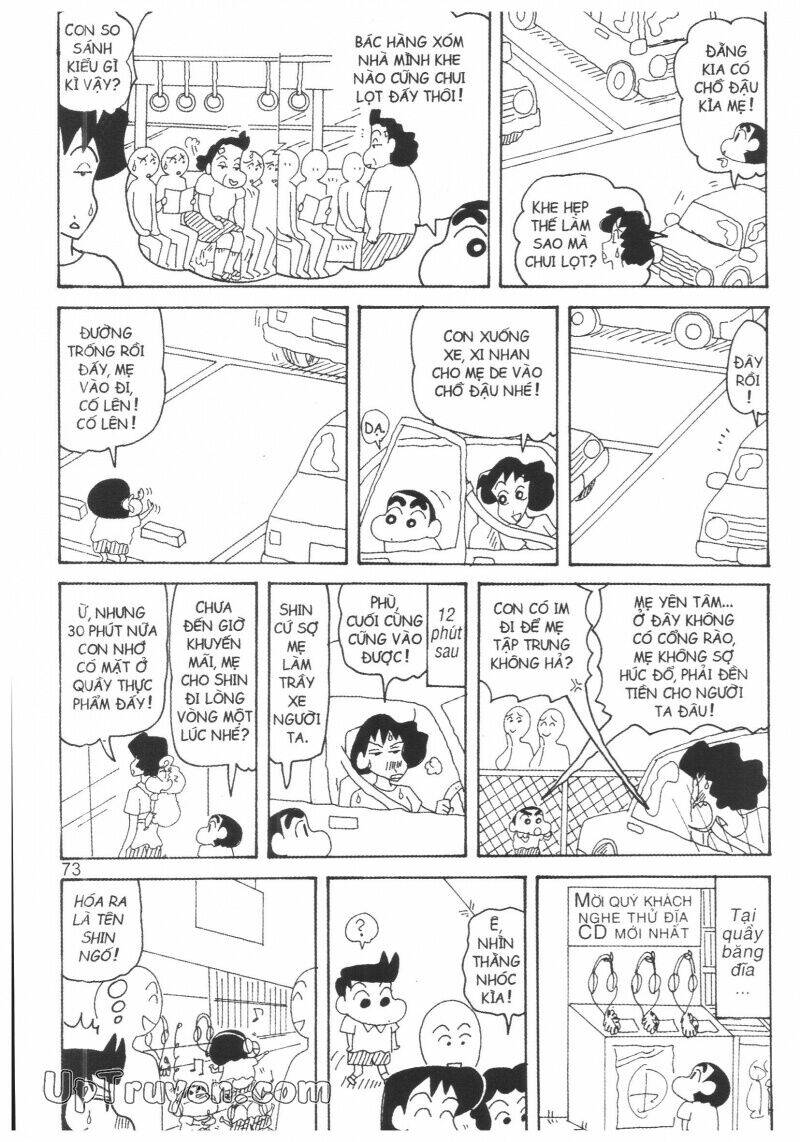 ĐẰNG
KIA CÓ
CHỔ ĐẬU
KÌA MẸ!
KHE HẸP
THẾ LÀM
SAO MÀ
CHUI LỌT?
BÁC HÀNG XÓM
NHÀ MÌNH KHE
NÀO CŨNG CHUI
LỌT ĐẤY THÔI!
CON SO
SÁNH
KIỂU GÌ
KÌ VẬY?
ĐÂY
RỒI
!
CON XUỐNG
XE, XI NHAN
CHO MẸ DE VÀO
CHỔ ĐẬU NHÉ!
DẠ.
ĐƯỜNG
TRỐNG RỒI
ĐẤY, MẸ
VÀO ĐI,
CỐ LÊN!
CỐ LÊN!
MẸ YÊN TÂM...
Ở ĐÂY KHÔNG
CÓ CỔNG RÀO,
MẸ KHÔNG SỢ
HÚC ĐỔ, PHẢI ĐỀN
TIỀN CHO NGƯỜI
TA ĐÂU!
CON CÓ IM
ĐI ĐỂ MẸ
TẬP TRUNG
KHÔNG HẢ?
12
phút
sau
PHÙ,
CUỐI CÙNG
CŨNG VÀO
ĐƯỢC!
SHIN
CỨ SỢ
MẸ
LÀM
TRẦY
XE
NGƯỜI
TA.
CHƯA
ĐẾN GIỜ
KHUYẾN
MÃI, MẸ
CHO SHIN
ĐI LÒNG
VÒNG MỘT
LÚC NHÉ?
Ừ, NHƯNG
30 PHÚT NỮA
CON NHỚ
CÓ MẶT Ở
QUẦY THỰC
PHẨM ĐẤY!
73
Tại
quầy
băng
đĩa
...
MỜI QUÝ KHÁCH
NGHE THỬ ĐĨA
CD MỚI NHẤT
Ê,
NHÌN
THẰNG
NHÓC
KÌA!
?
HÓA RA
LÀ TÊN
SHIN
NGỐ!
UpTruyen.com